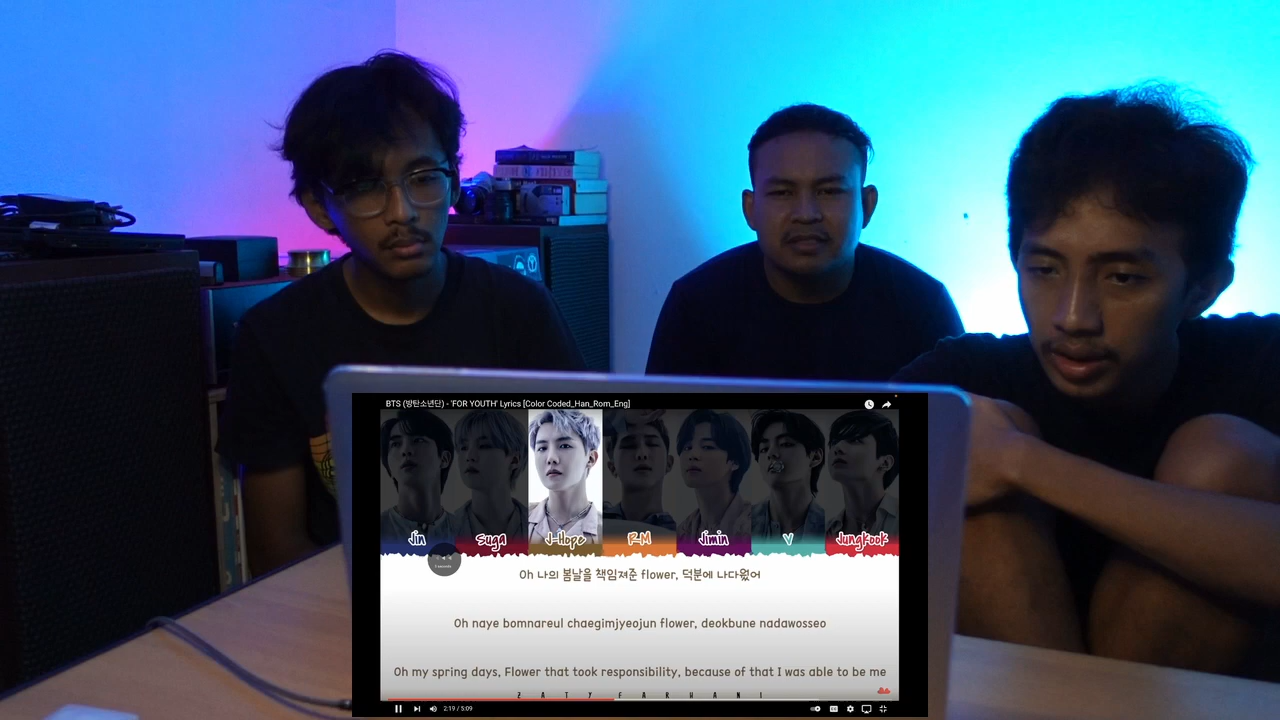 BTS (방탄소년단) - 'FOR YOUTH' Lyrics [Color Coded_Han_Rom_Eng]
Jin
Suga
J-Hope
RM
Jimin
V
Jungkook
Oh 나의 봄날을 책임져준 flower, 덕분에 나다웠어
Oh naye bomnareul chaegimjyeojun flower, deokbune nadawosseo
Oh my spring days, Flower that took responsibility, because of that I was able to be me
ZATY FARHANI
2:19 / 5:09